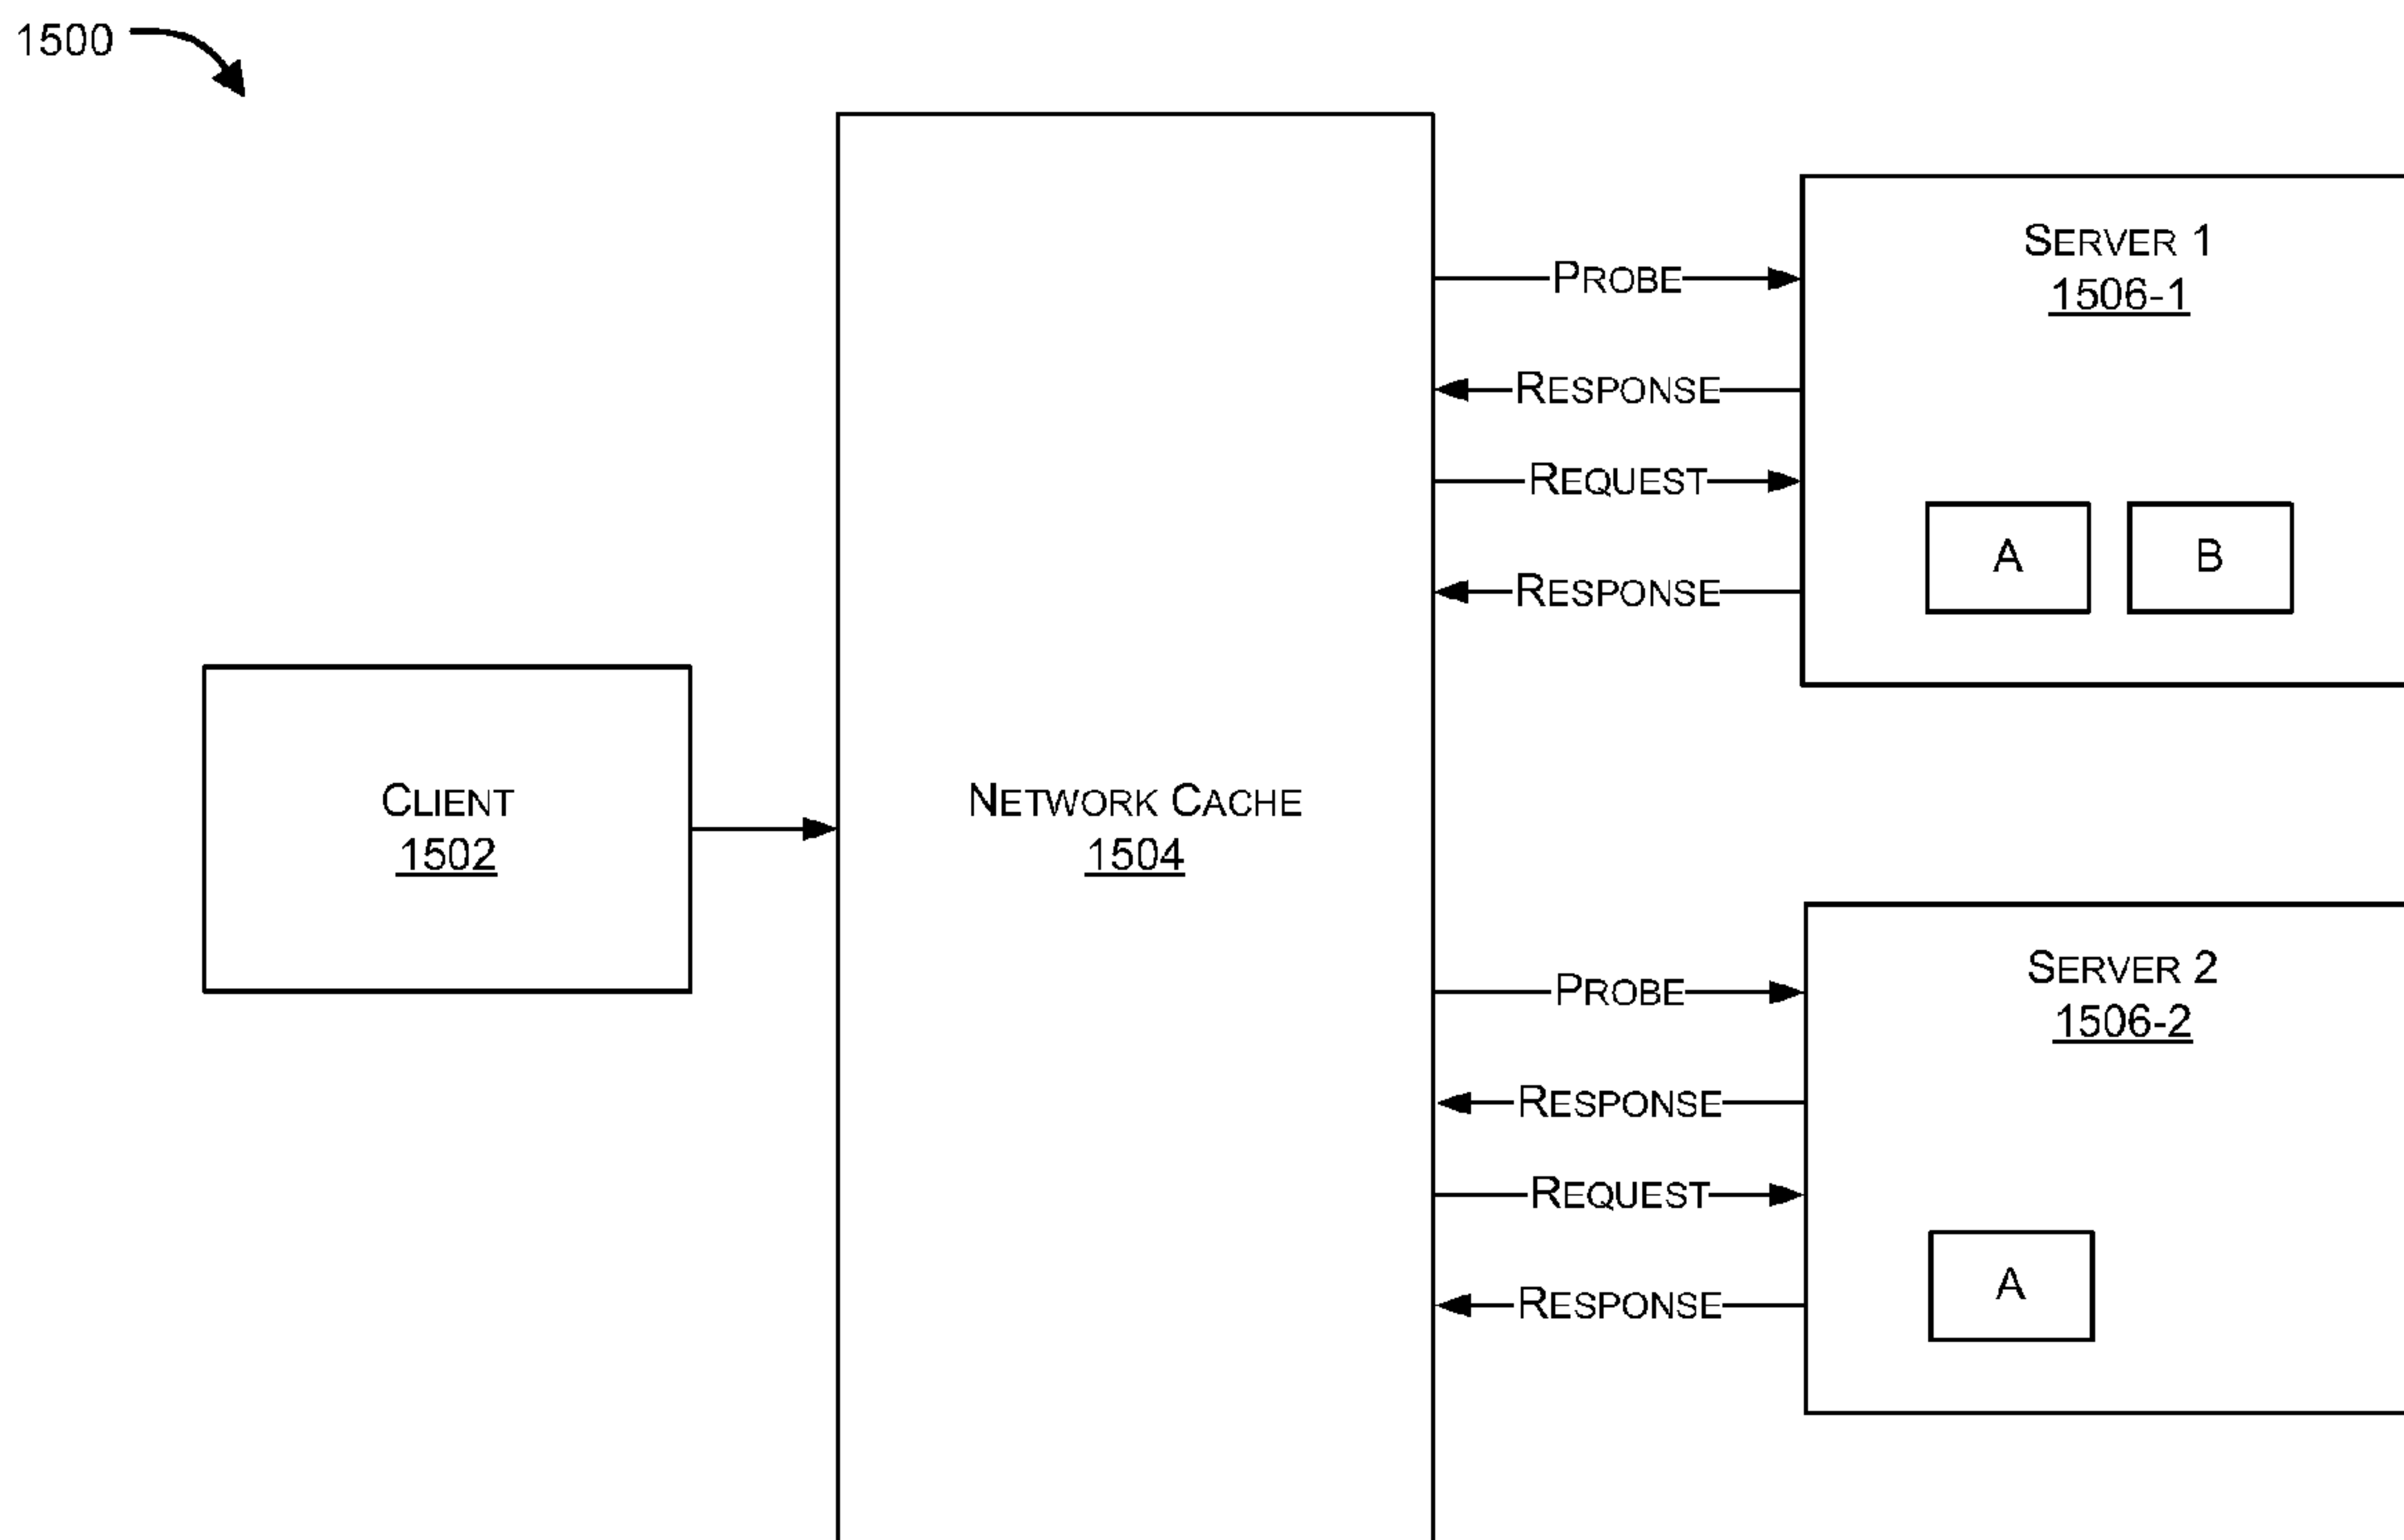 1500
SERVER 1
1506-1
PROBE
RESPONSE
REQUEST
RESPONSE
A
B
CLIENT
1502
NETWORK CACHE
1504
SERVER 2
1506-2
PROBE
RESPONSE
REQUEST
RESPONSE
A